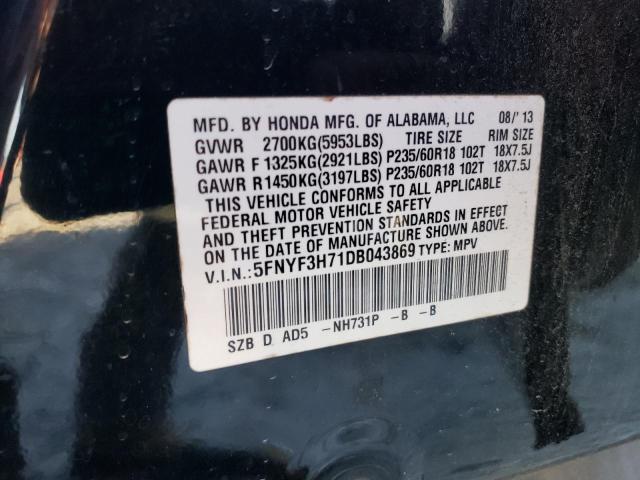 MFD. BY HONDA MFG. OF ALABAMA, LLC 08/'13
GVWR 2700KG(5953LBS) TIRE SIZE RIM SIZE
GAWR F 1325KG(2921LBS) P235/60R18 102T 18X7.5J
GAWR R1450KG(3197LBS) P235/60R18 102T 18X7.5J
THIS VEHICLE CONFORMS TO ALL APPLICABLE
FEDERAL MOTOR VEHICLE SAFETY
AND THEFT PREVENTION STANDARDS IN EFFECT
ON THE DATE OF MANUFACTURE SHOWN ABOVE.
V.I.N.: 5FNYF3H71DB043869 TYPE: MPV
SZB D AD5 -NH731P -B -B